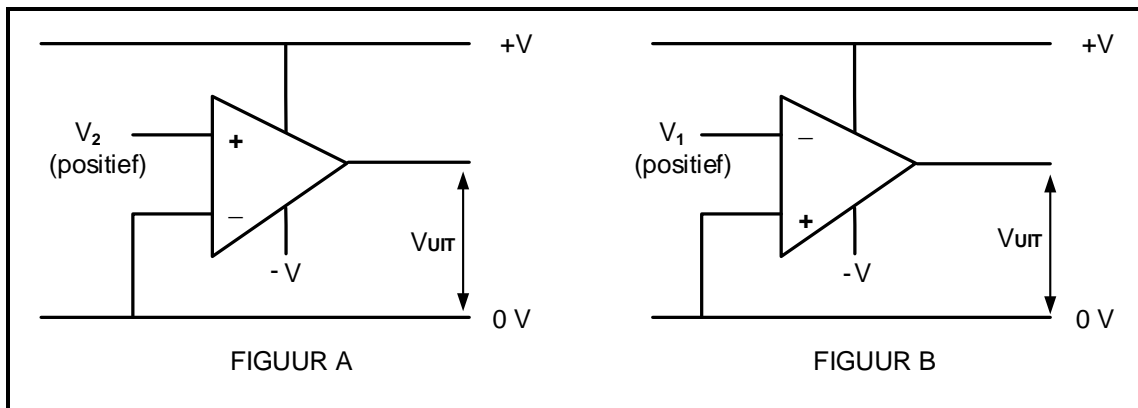 +V
V2
(positief)
+
–
- V
VUIT
0 V
FIGUUR A
+V
V1
(positief)
–
+
-V
VUIT
0 V
FIGUUR B